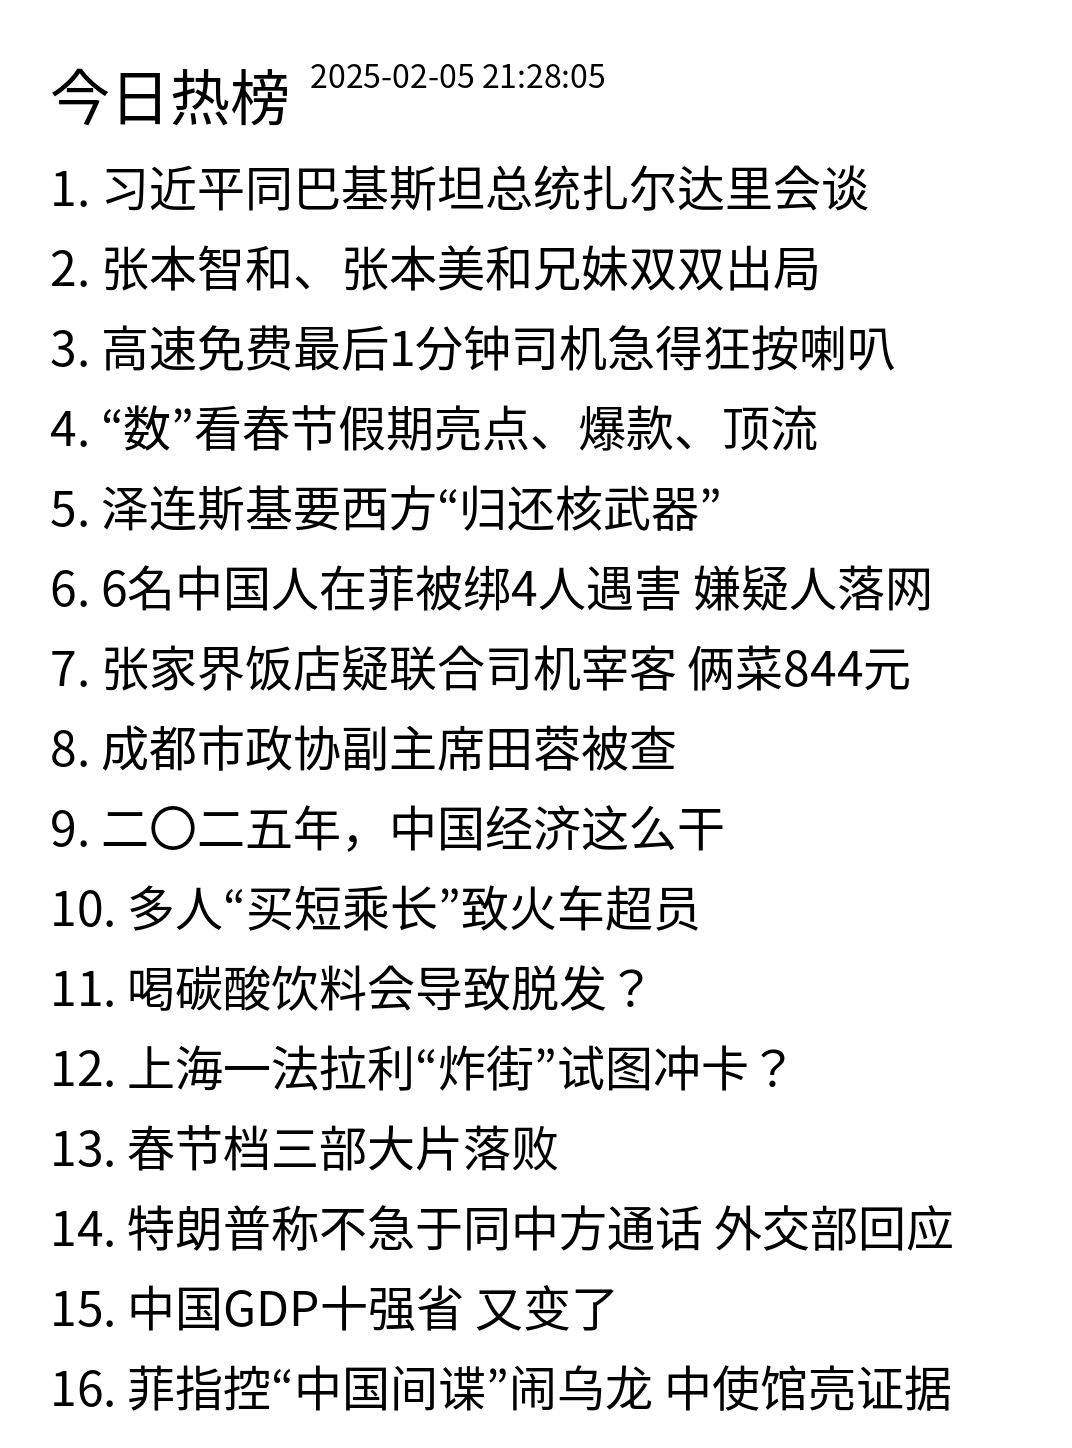 今日热榜 2025-02-05 21:28:05
1. 习近平同巴基斯坦总统扎尔达里会谈
2. 张本智和、张本美和兄妹双双出局
3. 高速免费最后1分钟司机急得狂按喇叭
4. “数”看春节假期亮点、爆款、顶流
5. 泽连斯基要西方“归还核武器”
6. 6名中国人在菲被绑4人遇害 嫌疑人落网
7. 张家界饭店疑联合司机宰客 俩菜844元
8. 成都市政协副主席田蓉被查
9. 二〇二五年，中国经济这么干
10. 多人“买短乘长”致火车超员
11. 喝碳酸饮料会导致脱发？
12. 上海一法拉利“炸街”试图冲卡？
13. 春节档三部大片落败
14. 特朗普称不急于同中方通话 外交部回应
15. 中国GDP十强省 又变了
16. 菲指控“中国间谍”闹乌龙 中使馆亮证据